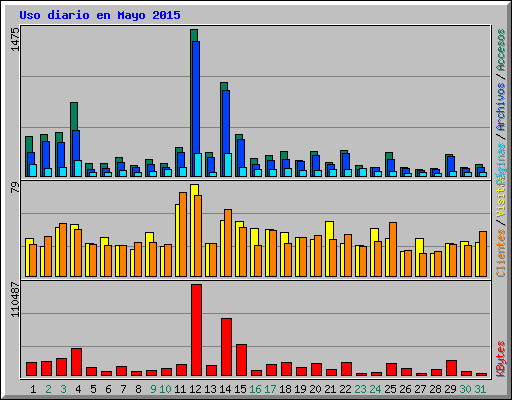 Uso diario en Mayo 2015
1475
79
110487
Accesos / Archivos / Páginas
Clientes / Visitas
KBytes
1 2 3 4 5 6 7 8 9 10 11 12 13 14 15 16 17 18 19 20 21 22 23 24 25 26 27 28 29 30 31